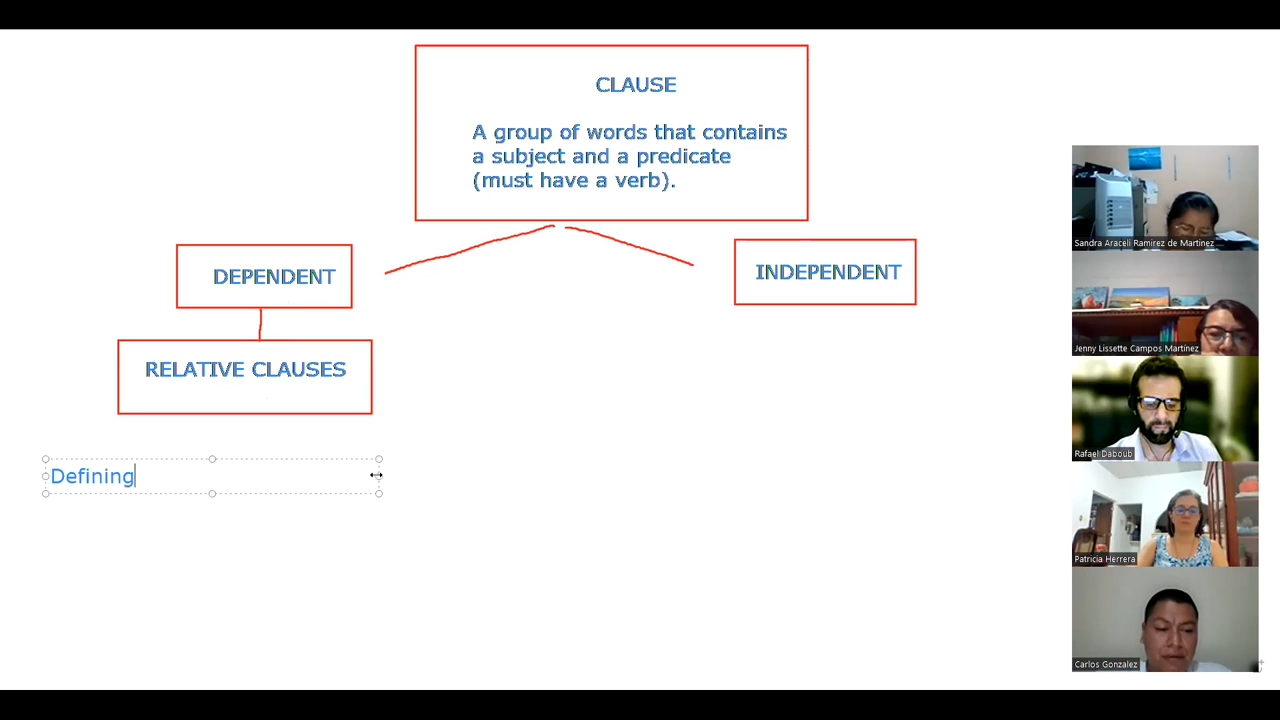 CLAUSE
A group of words that contains
a subject and a predicate
(must have a verb).
DEPENDENT
INDEPENDENT
RELATIVE CLAUSES
Defining
Sandra Araceli Ramirez de Martinez
Jenny Lissette Campos Martínez
Rafael Daboub
Patricia Herrera
Carlos Gonzalez